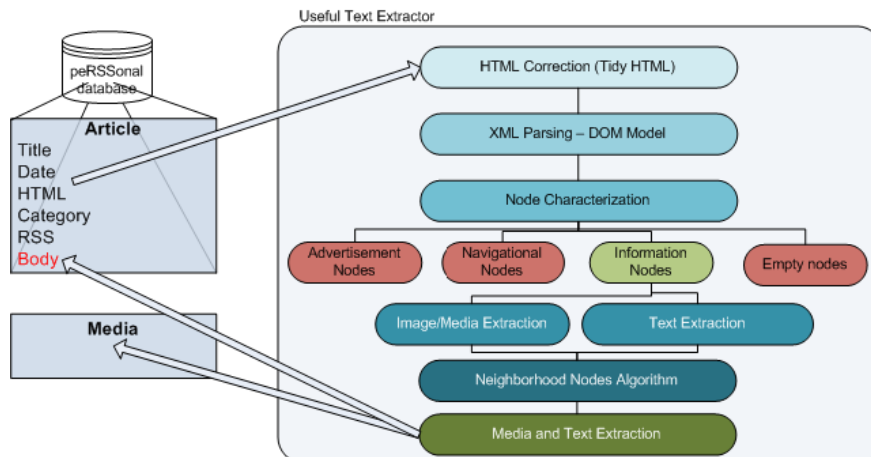 Useful Text Extractor
peRSSonal
database
Article
Title
Date
HTML
Category
RSS
Body
Media
HTML Correction (Tidy HTML)
XML Parsing – DOM Model
Node Characterization
Advertisement
Nodes
Navigational
Nodes
Information
Nodes
Empty nodes
Image/Media Extraction
Text Extraction
Neighborhood Nodes Algorithm
Media and Text Extraction